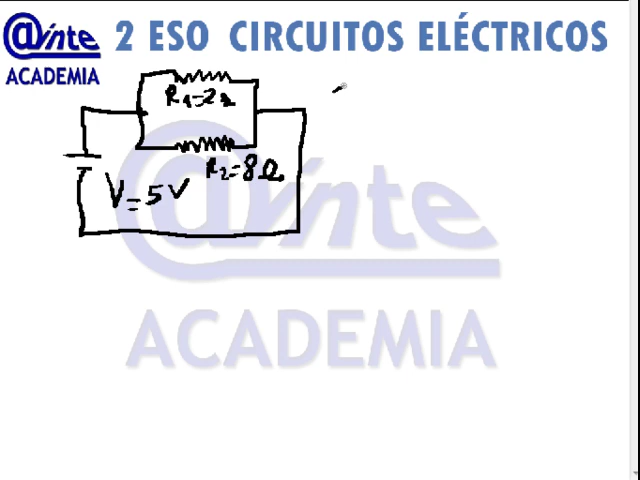 @inte
ACADEMIA
2 ESO CIRCUITOS ELÉCTRICOS
R1=2Ω
R2=8Ω
V=5V
@inte
ACADEMIA